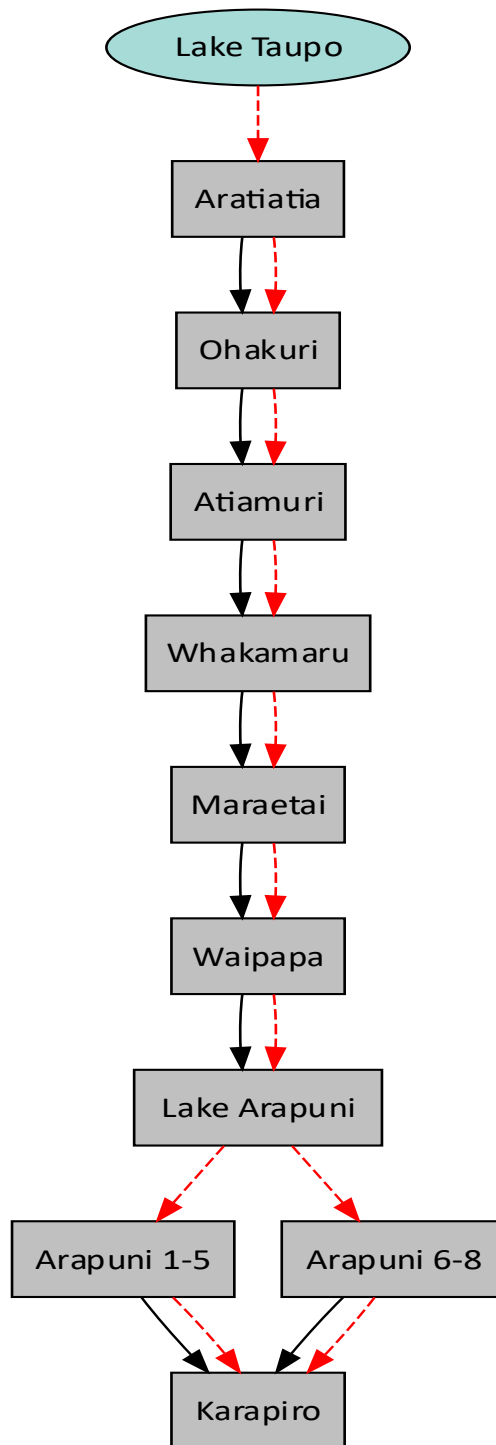 Lake Taupo
Aratiatia
Ohakuri
Atiamuri
Whakamaru
Maraetai
Waipapa
Lake Arapuni
Arapuni 1-5
Arapuni 6-8
Karapiro